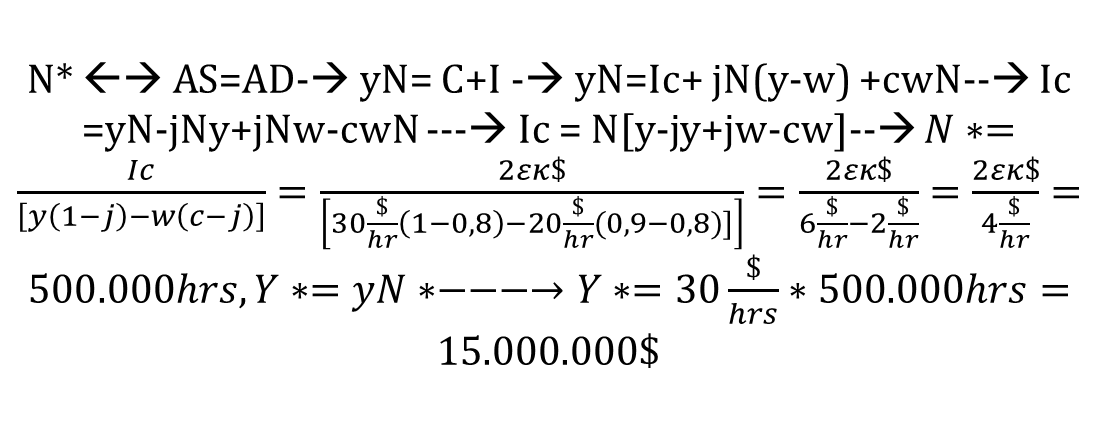 N* ←→ AS=AD-→ yN= C+I -→ yN=Ic+ jN(y-w) +cwN--→ Ic
=yN-jNy+jNw-cwN ---→ Ic = N[y-jy+jw-cw]--→ N ∗=
Ic/[y(1−j)−w(c−j)] = 2εκ$/[30 $/hr (1−0,8)−20 $/hr (0,9−0,8)]] = 2εκ$/(6 $/hr −2 $/hr) = 2εκ$/(4 $/hr) =
500.000hrs, Y ∗= yN ∗−−−−→ Y ∗= 30 $/hrs ∗ 500.000hrs =
15.000.000$